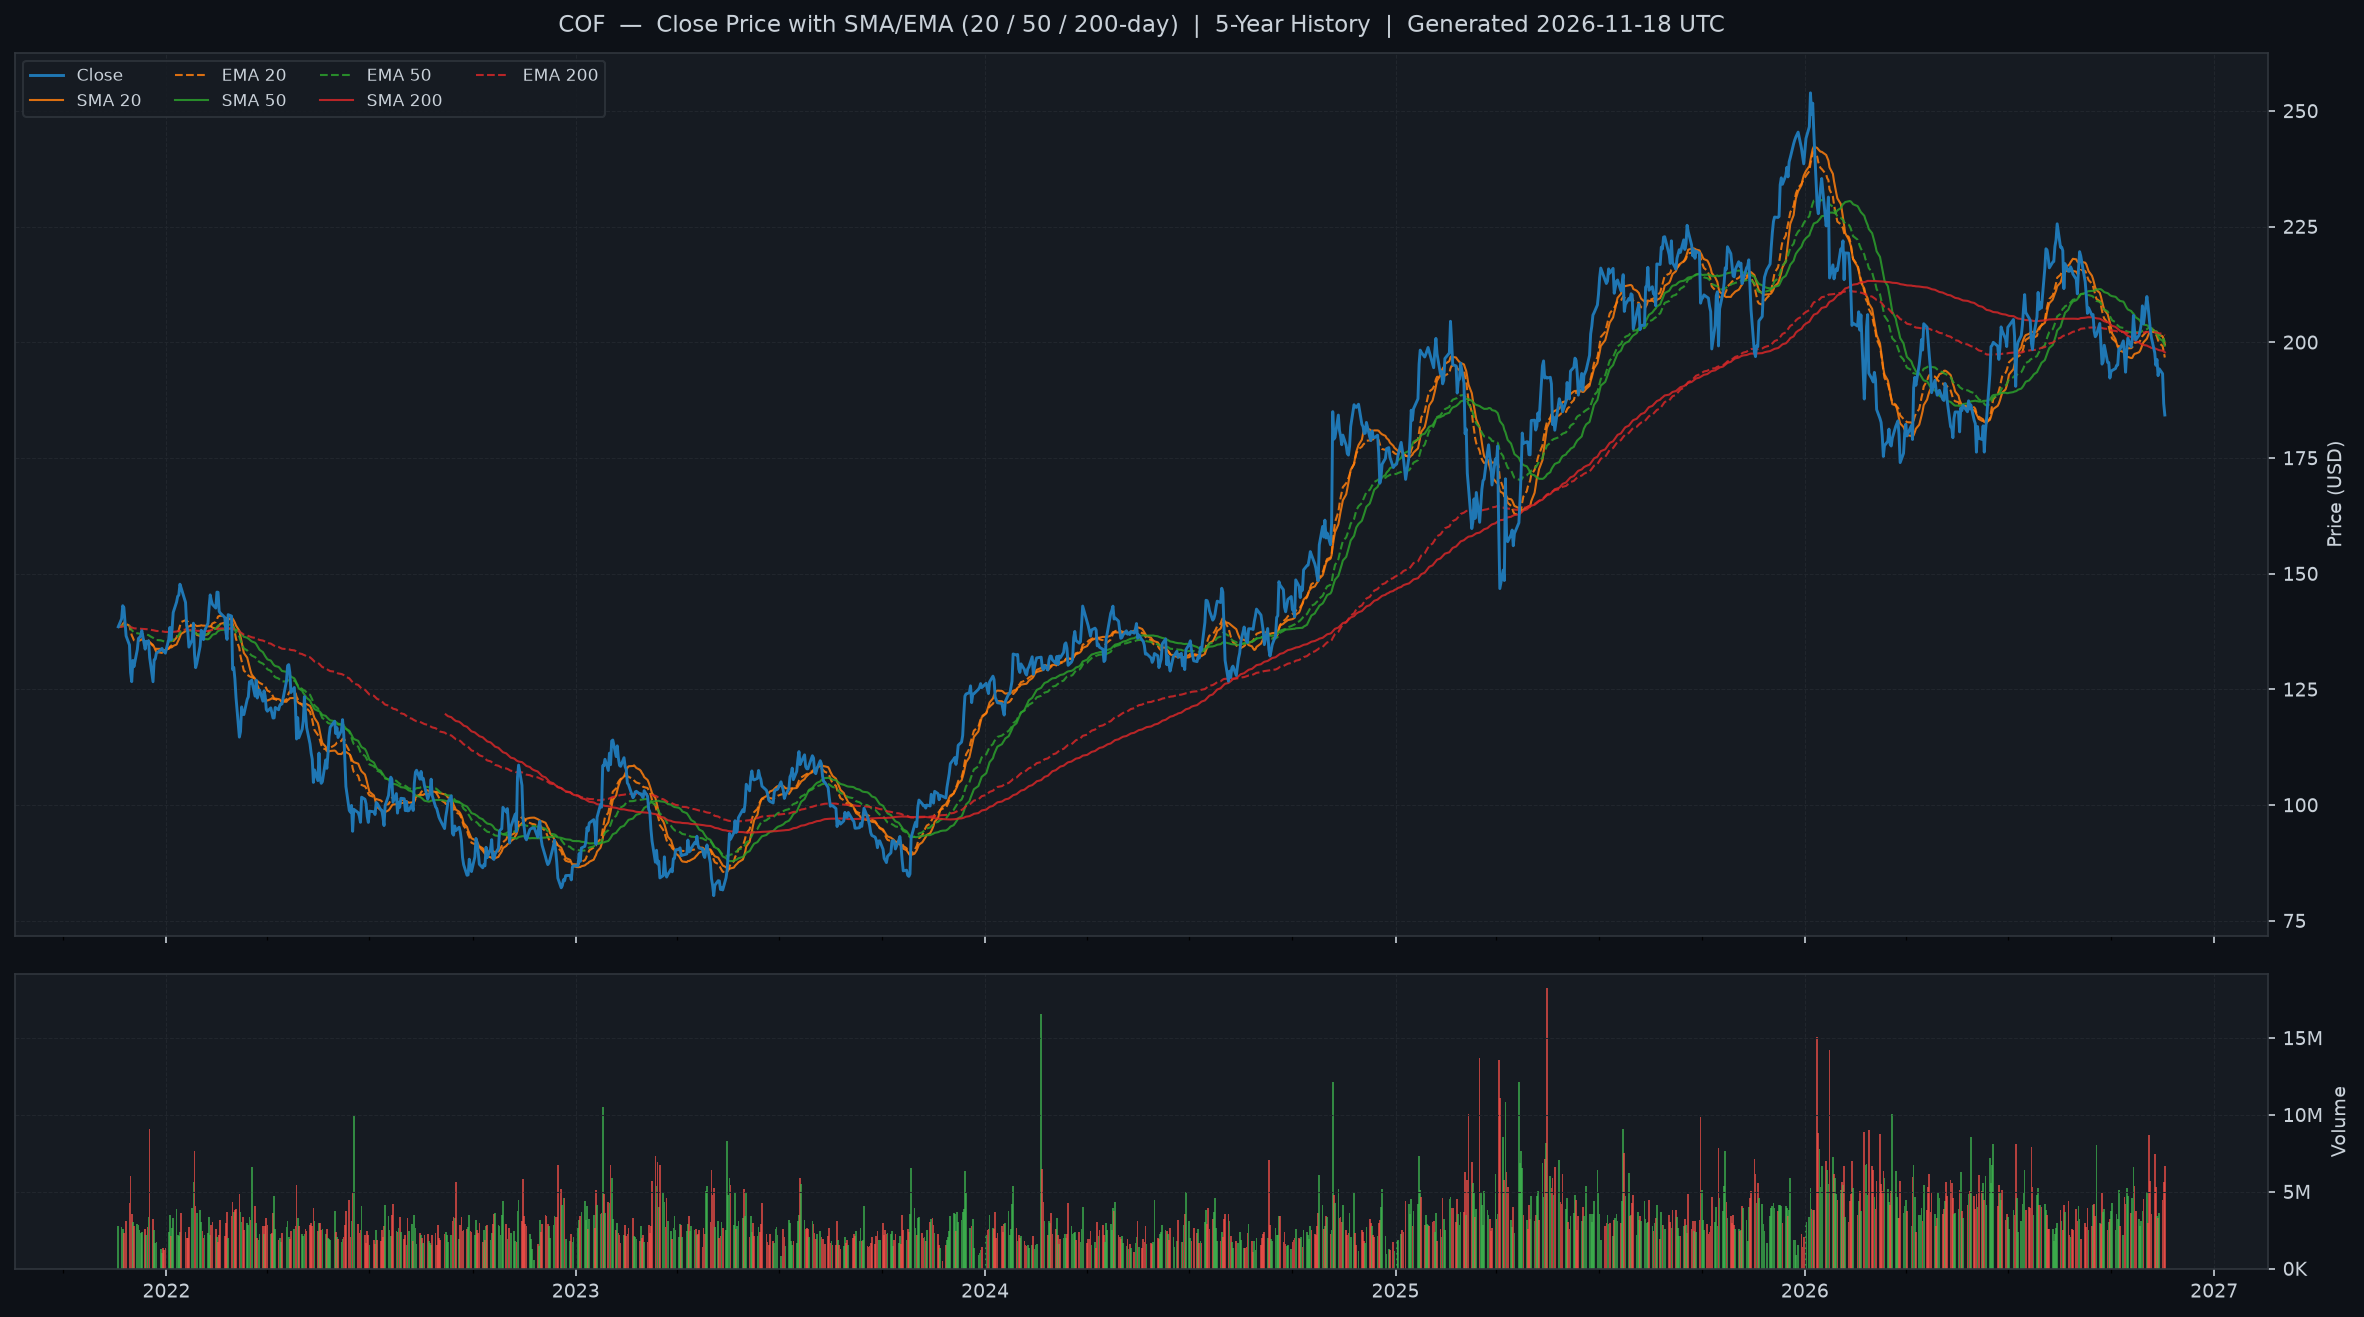 COF — Close Price with SMA/EMA (20 / 50 / 200-day) | 5-Year History | Generated 2026-11-18 UTC
Close EMA 20 EMA 50 EMA 200
SMA 20 SMA 50 SMA 200
250
225
200
175
150
125
100
75
Price (USD)
15M
10M
5M
0K
Volume
2022 2023 2024 2025 2026 2027